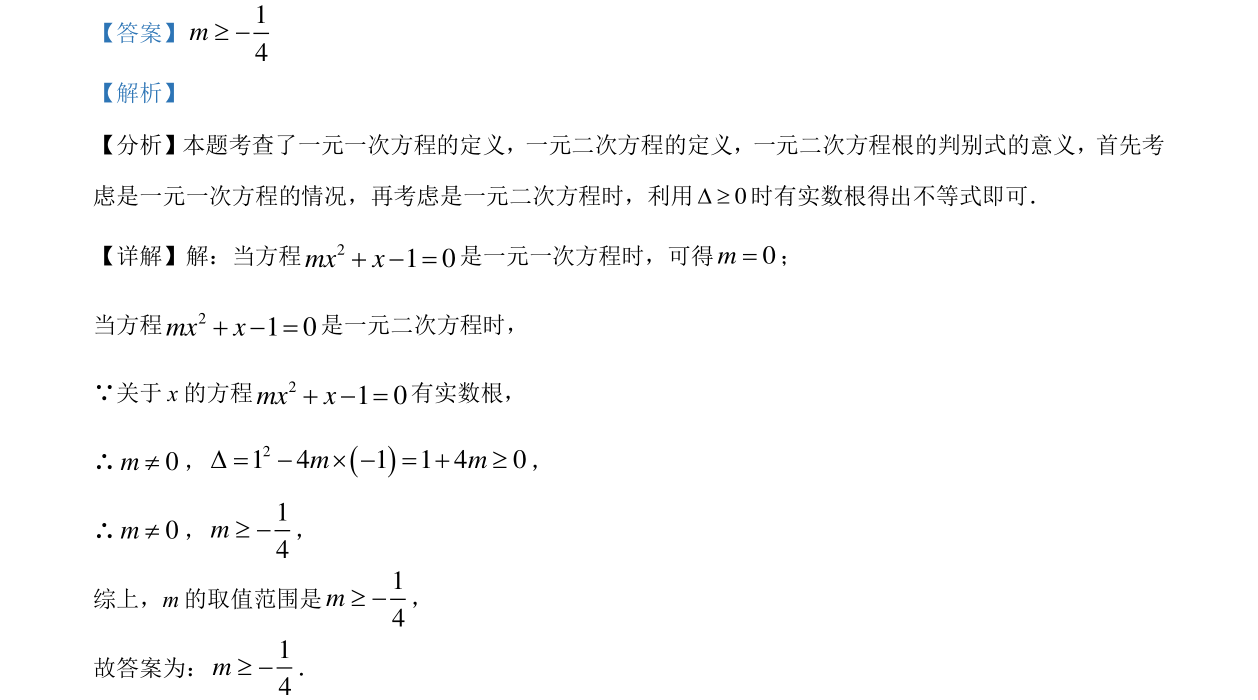 【答案】m ≥ −1/4
【解析】
【分析】本题考查了一元一次方程的定义，一元二次方程的定义，一元二次方程根的判别式的意义，首先考
虑是一元一次方程的情况，再考虑是一元二次方程时，利用 Δ ≥ 0 时有实数根得出不等式即可．
【详解】解：当方程 mx² + x − 1 = 0 是一元一次方程时，可得 m = 0；
当方程 mx² + x − 1 = 0 是一元二次方程时，
∵关于 x 的方程 mx² + x − 1 = 0 有实数根，
∴ m ≠ 0，Δ = 1² − 4m × (−1) = 1 + 4m ≥ 0，
∴ m ≠ 0，m ≥ −1/4，
综上，m 的取值范围是 m ≥ −1/4，
故答案为：m ≥ −1/4．